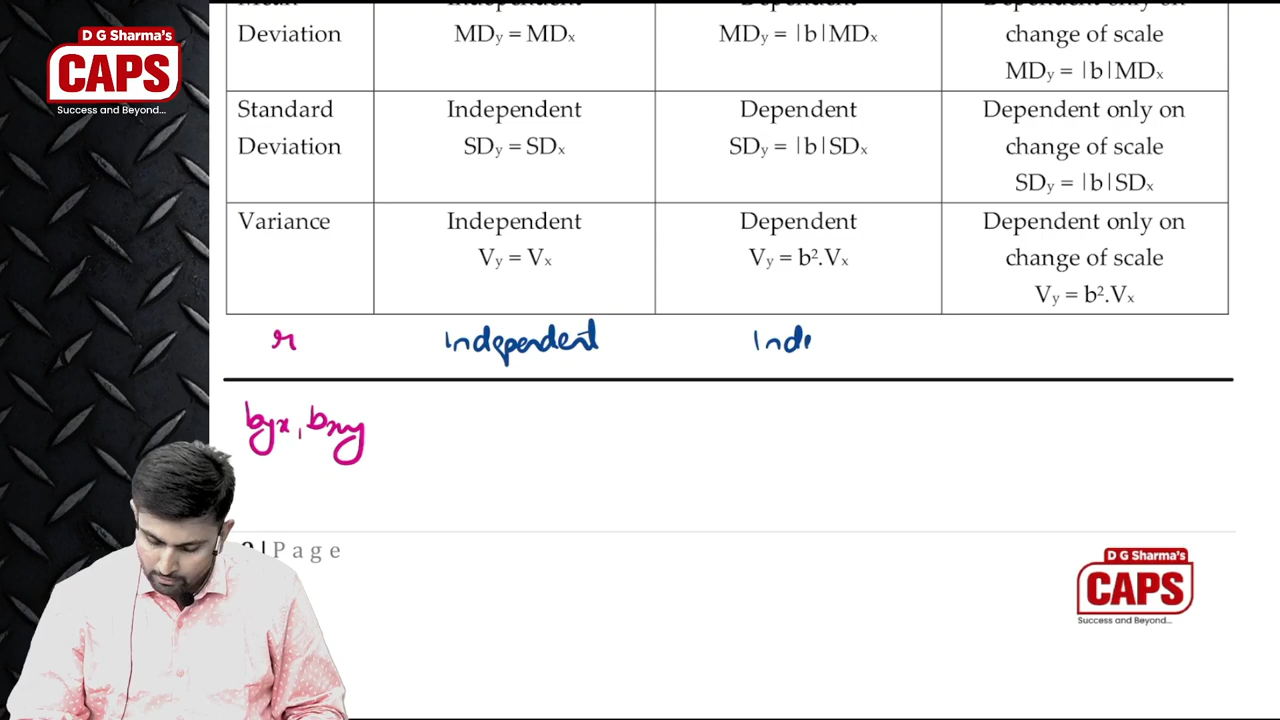 D G Sharma's
CAPS
Success and Beyond...
Deviation
MDy = MDx
MDy = |b|MDx
change of scale
MDy = |b|MDx
Standard
Deviation
Independent
SDy = SDx
Dependent
SDy = |b|SDx
Dependent only on
change of scale
SDy = |b|SDx
Variance
Independent
Vy = Vx
Dependent
Vy = b².Vx
Dependent only on
change of scale
Vy = b².Vx
r Independent Inde
byx, bxy
| Page
D G Sharma's
CAPS
Success and Beyond...